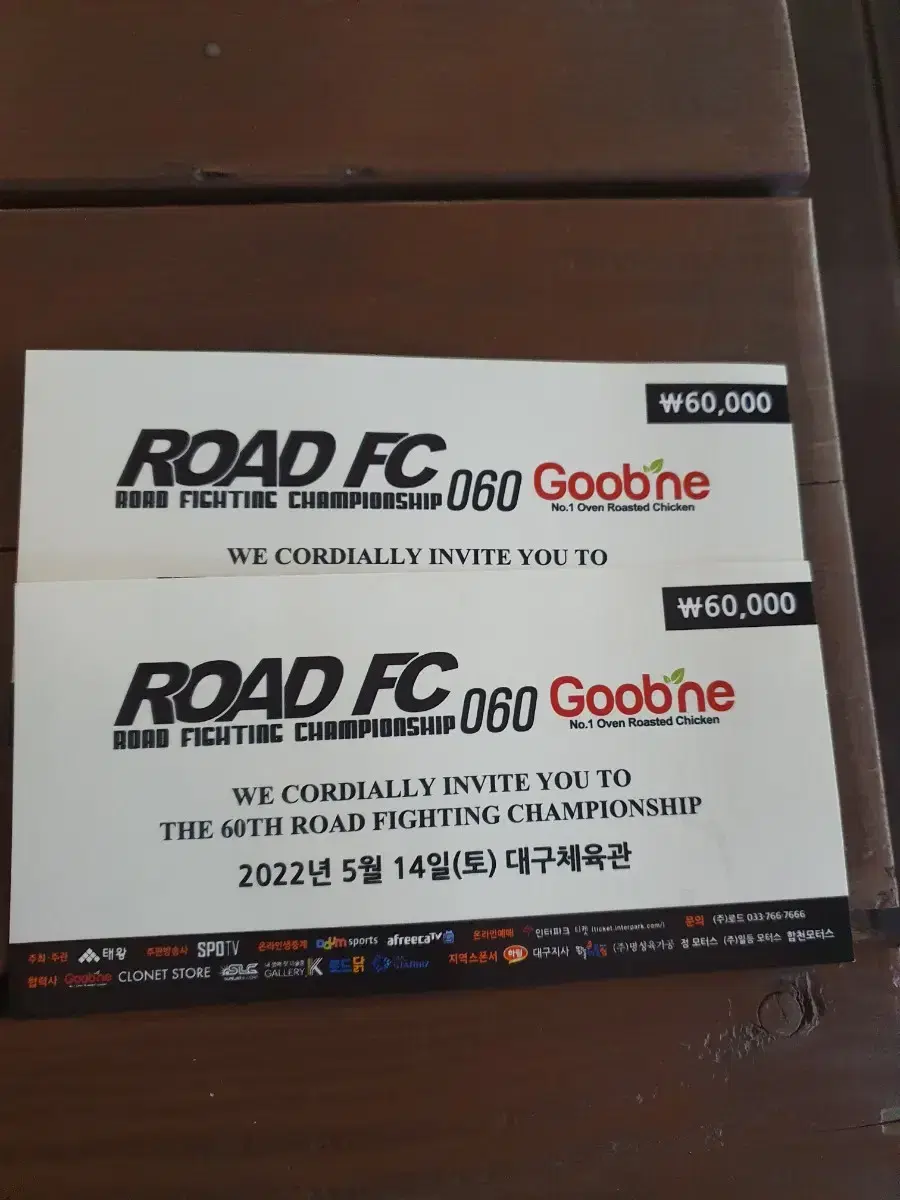 ₩60,000
ROAD FC
ROAD FIGHTING CHAMPIONSHIP 060
Goobne
No.1 Oven Roasted Chicken
WE CORDIALLY INVITE YOU TO
₩60,000
ROAD FC
ROAD FIGHTING CHAMPIONSHIP 060
Goobne
No.1 Oven Roasted Chicken
WE CORDIALLY INVITE YOU TO
THE 60TH ROAD FIGHTING CHAMPIONSHIP
2022년 5월 14일(토) 대구체육관
주최·주관 태왕 주관방송사 SPOTV 온라인생중계 Daum sports afreecaTV 온라인예매 인터파크 티켓 (ticket.interpark.com/) 문의 (주)로드 033-766-7666
협력사 Goobne CLONET STORE GALLERY K 로드닭 지역스폰서 하림 대구지사 (주)명성육가공 점 모터스 (주)일등 모터스 합천모터스